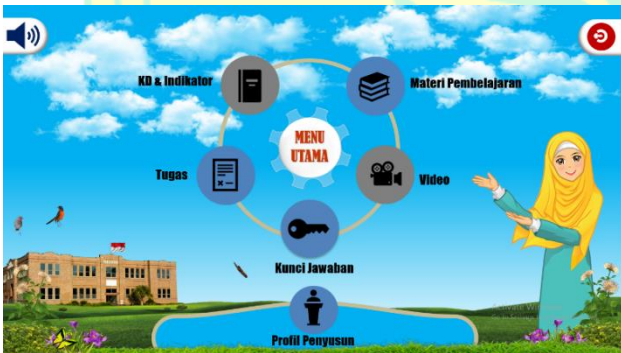 KD & Indikator
Materi Pembelajaran
MENU
UTAMA
Tugas
Video
Kunci Jawaban
Profil Penyusun